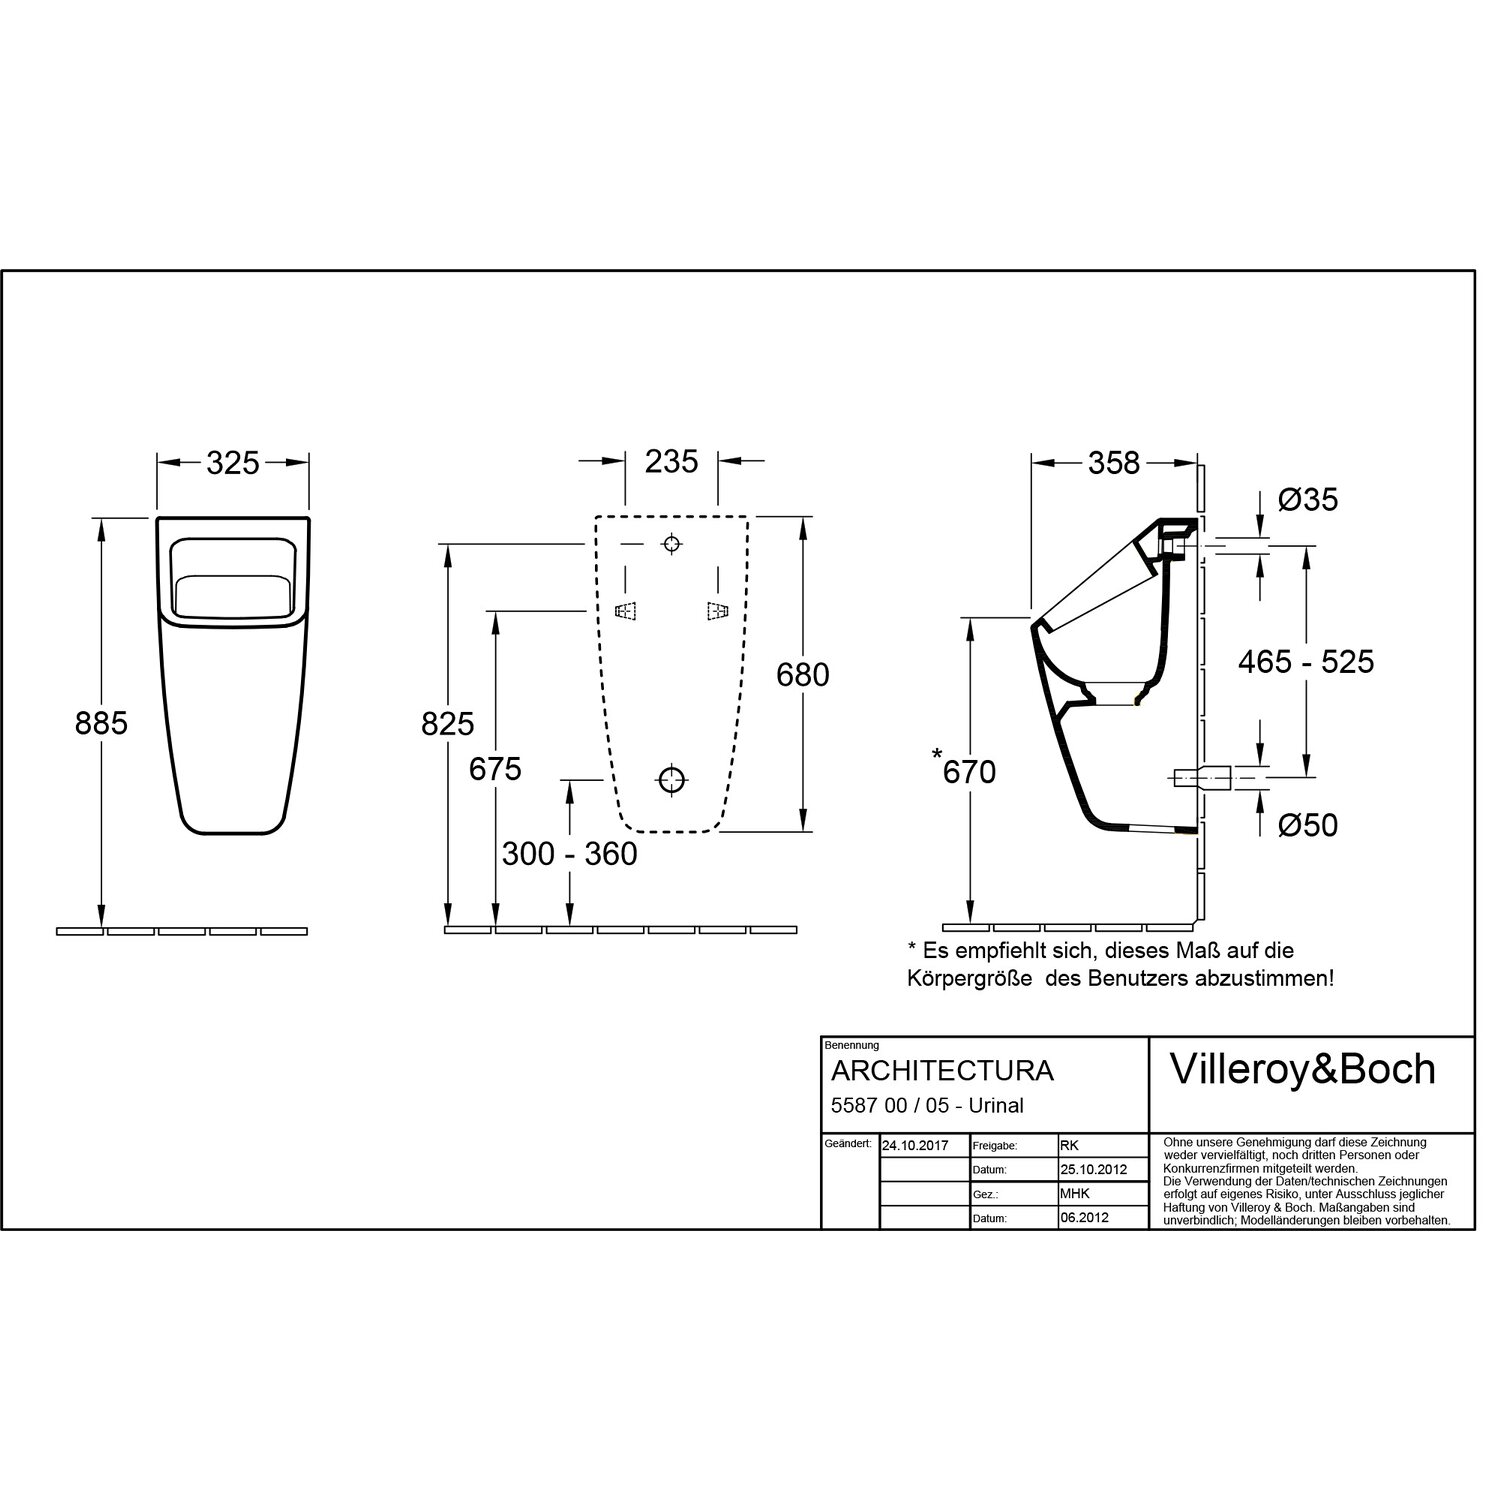 325
235
358
Ø35
465 - 525
680
885
825
675
*670
Ø50
300 - 360
* Es empfiehlt sich, dieses Maß auf die
Körpergröße des Benutzers abzustimmen!
Benennung
ARCHITECTURA
5587 00 / 05 - Urinal
Villeroy&Boch
Geändert: 24.10.2017 Freigabe: RK
Datum: 25.10.2012
Gez.: MHK
Datum: 06.2012
Ohne unsere Genehmigung darf diese Zeichnung
weder vervielfältigt, noch dritten Personen oder
Konkurrenzfirmen mitgeteilt werden.
Die Verwendung der Daten/technischen Zeichnungen
erfolgt auf eigenes Risiko, unter Ausschluss jeglicher
Haftung von Villeroy & Boch. Maßangaben sind
unverbindlich; Modelländerungen bleiben vorbehalten.